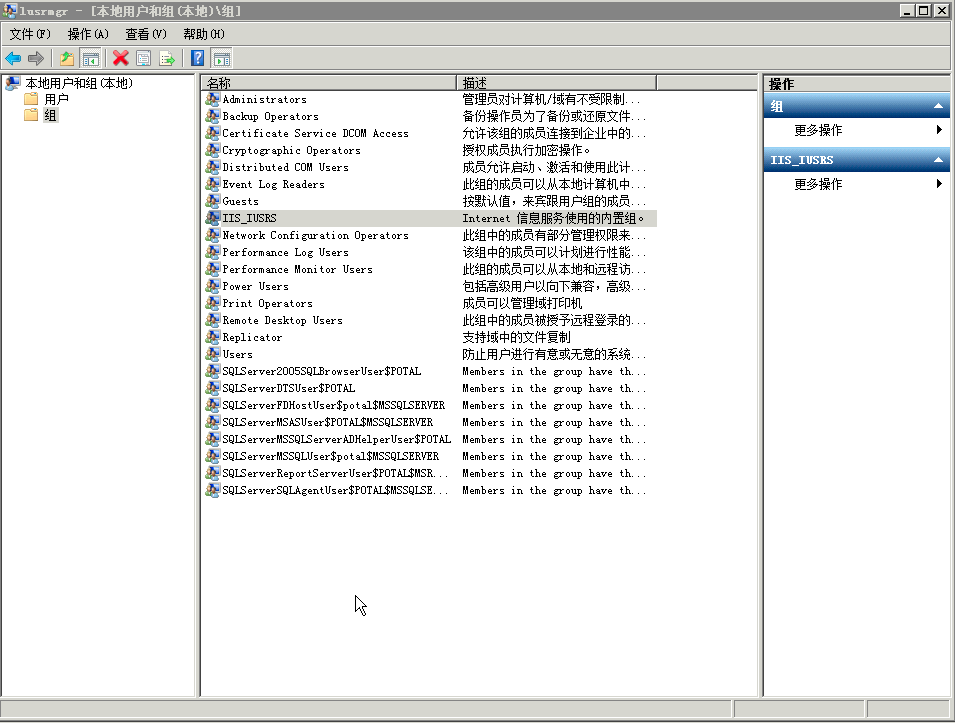 lusrmgr - [本地用户和组(本地)\组]
文件(F) 操作(A) 查看(V) 帮助(H)
本地用户和组(本地)
用户
组
名称 描述
Administrators 管理员对计算机/域有不受限制...
Backup Operators 备份操作员为了备份或还原文件...
Certificate Service DCOM Access 允许该组的成员连接到企业中的...
Cryptographic Operators 授权成员执行加密操作。
Distributed COM Users 成员允许启动、激活和使用此计...
Event Log Readers 此组的成员可以从本地计算机中...
Guests 按默认值，来宾跟用户组的成员...
IIS_IUSRS Internet 信息服务使用的内置组。
Network Configuration Operators 此组中的成员有部分管理权限来...
Performance Log Users 该组中的成员可以计划进行性能...
Performance Monitor Users 此组的成员可以从本地和远程访...
Power Users 包括高级用户以向下兼容，高级...
Print Operators 成员可以管理域打印机
Remote Desktop Users 此组中的成员被授予远程登录的...
Replicator 支持域中的文件复制
Users 防止用户进行有意或无意的系统...
SQLServer2005SQLBrowserUser$POTAL Members in the group have th...
SQLServerDTSUser$POTAL Members in the group have th...
SQLServerFDHostUser$potal$MSSQLSERVER Members in the group have th...
SQLServerMSASUser$POTAL$MSSQLSERVER Members in the group have th...
SQLServerMSSQLServerADHelperUser$POTAL Members in the group have th...
SQLServerMSSQLUser$potal$MSSQLSERVER Members in the group have th...
SQLServerReportServerUser$POTAL$MSR... Members in the group have th...
SQLServerSQLAgentUser$POTAL$MSSQLSE... Members in the group have th...
操作
组
更多操作
IIS_IUSRS
更多操作